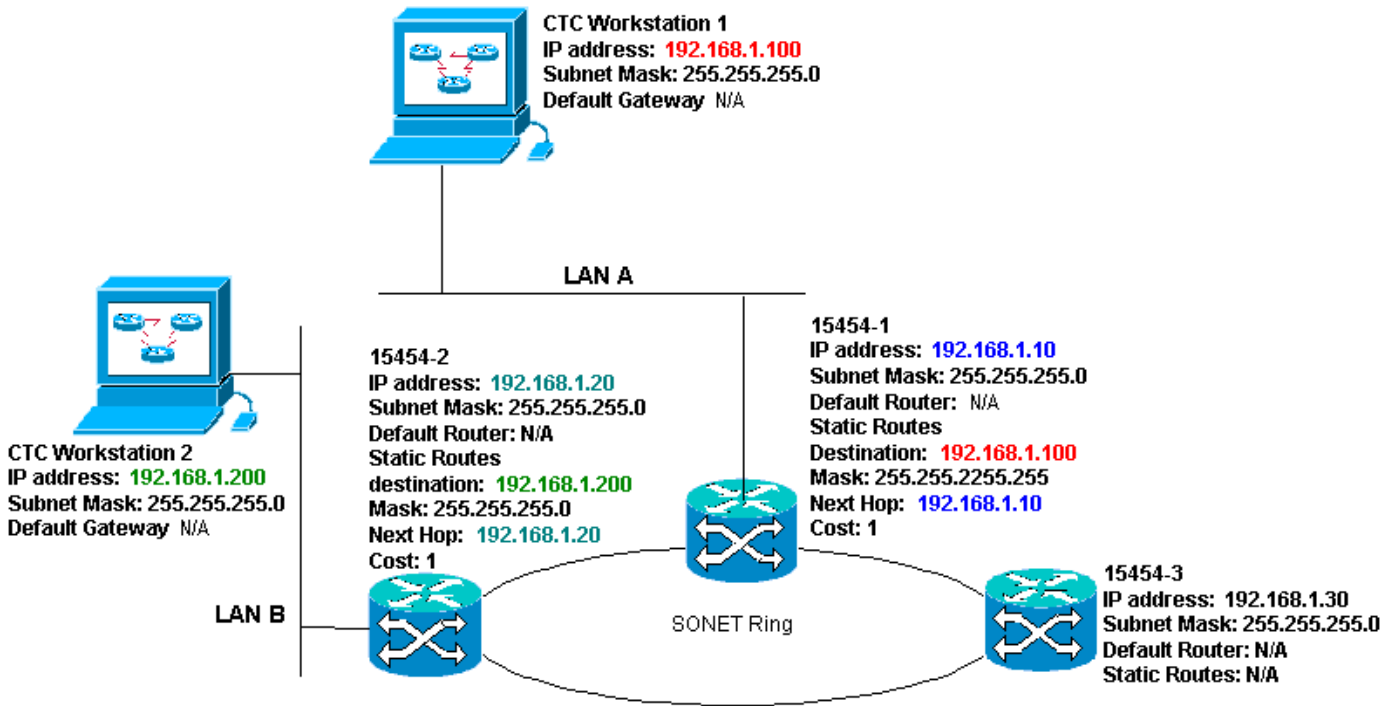 CTC Workstation 1
IP address: 192.168.1.100
Subnet Mask: 255.255.255.0
Default Gateway N/A
LAN A
CTC Workstation 2
IP address: 192.168.1.200
Subnet Mask: 255.255.255.0
Default Gateway N/A
15454-2
IP address: 192.168.1.20
Subnet Mask: 255.255.255.0
Default Router: N/A
Static Routes
destination: 192.168.1.200
Mask: 255.255.255.0
Next Hop: 192.168.1.20
Cost: 1
15454-1
IP address: 192.168.1.10
Subnet Mask: 255.255.255.0
Default Router: N/A
Static Routes
Destination: 192.168.1.100
Mask: 255.255.2255.255
Next Hop: 192.168.1.10
Cost: 1
LAN B
SONET Ring
15454-3
IP address: 192.168.1.30
Subnet Mask: 255.255.255.0
Default Router: N/A
Static Routes: N/A